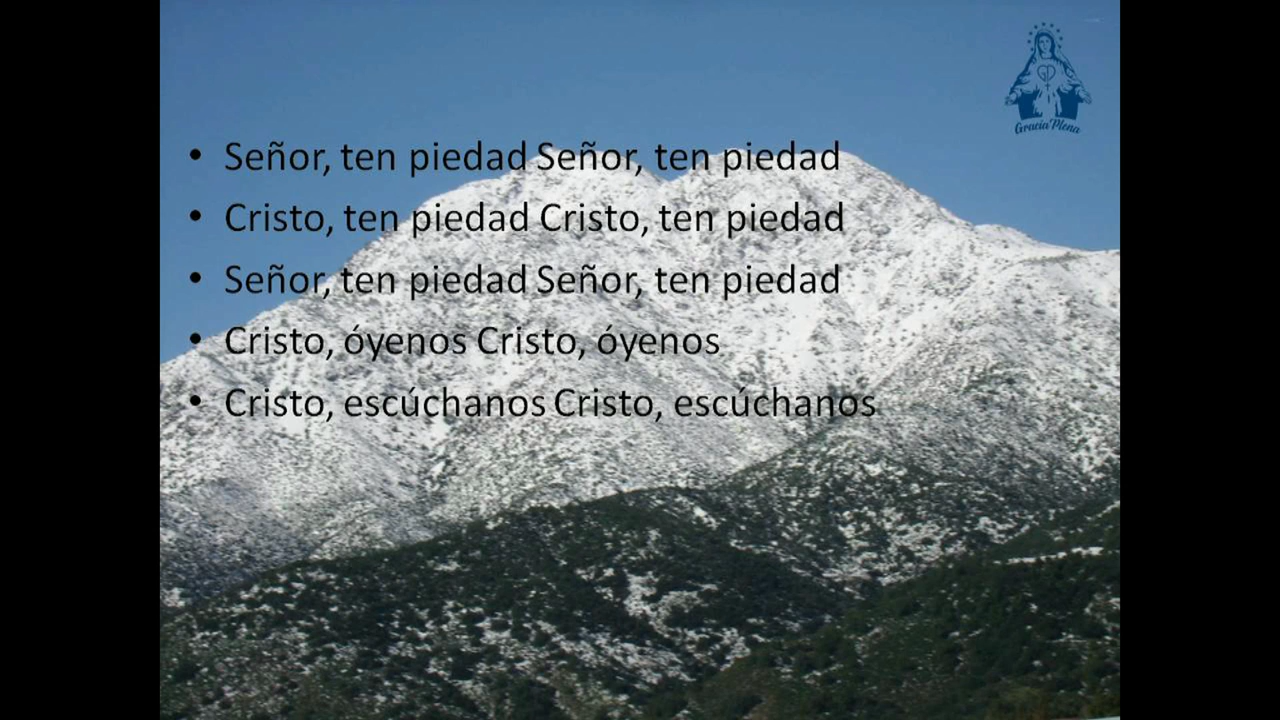 Gracia Plena
• Señor, ten piedad Señor, ten piedad
• Cristo, ten piedad Cristo, ten piedad
• Señor, ten piedad Señor, ten piedad
• Cristo, óyenos Cristo, óyenos
• Cristo, escúchanos Cristo, escúchanos